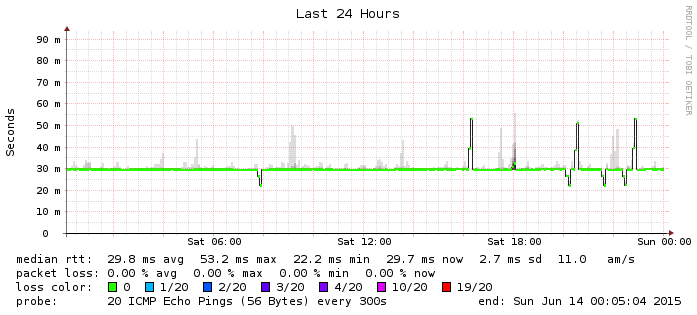 Last 24 Hours
RRDTOOL / TOBI OETIKER
Seconds
90 m
80 m
70 m
60 m
50 m
40 m
30 m
20 m
10 m
0
Sat 06:00 Sat 12:00 Sat 18:00 Sun 00:00
median rtt: 29.8 ms avg 53.2 ms max 22.2 ms min 29.7 ms now 2.7 ms sd 11.0 am/s
packet loss: 0.00 % avg 0.00 % max 0.00 % min 0.00 % now
loss color: 0 1/20 2/20 3/20 4/20 10/20 19/20
probe: 20 ICMP Echo Pings (56 Bytes) every 300s end: Sun Jun 14 00:05:04 2015